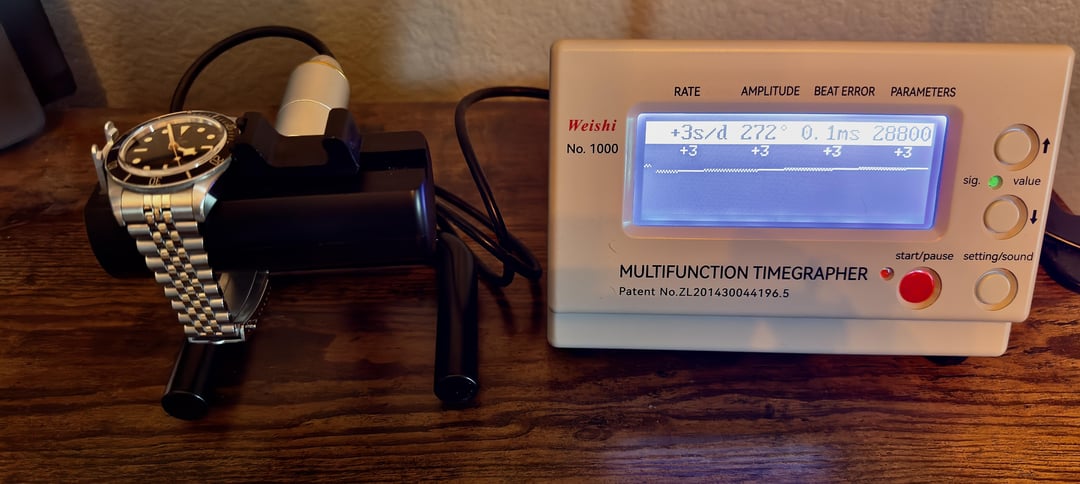 RATE AMPLITUDE BEAT ERROR PARAMETERS
Weishi
No. 1000
+3s/d 272° 0.1ms 28800
+3 +3 +3 +3
sig. value
start/pause setting/sound
MULTIFUNCTION TIMEGRAPHER
Patent No.ZL201430044196.5